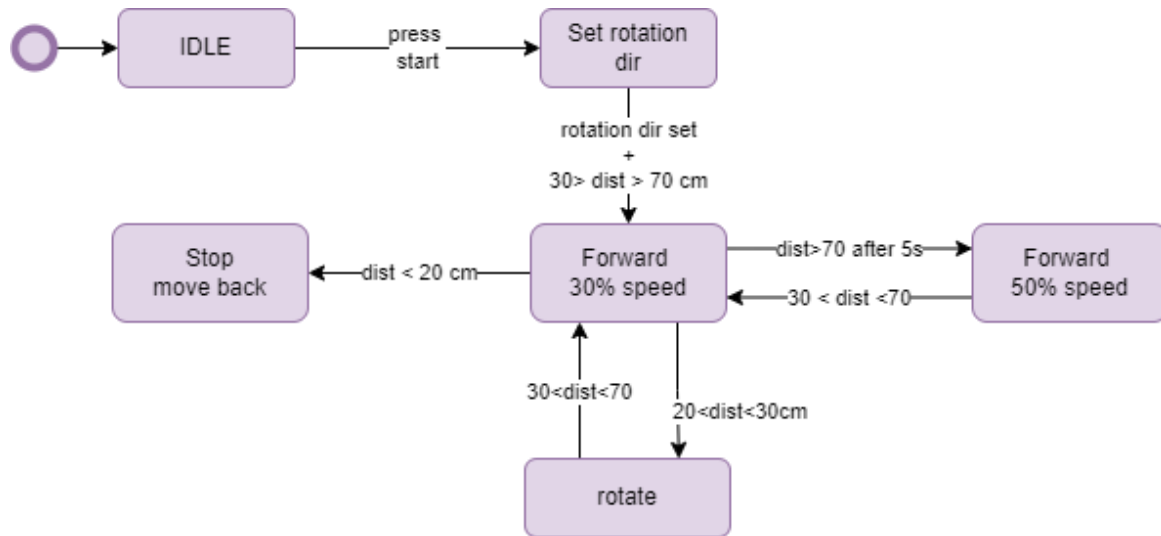 IDLE
press
start
Set rotation
dir
rotation dir set
+
30> dist > 70 cm
Stop
move back
dist < 20 cm
Forward
30% speed
dist>70 after 5s
30 < dist <70
Forward
50% speed
30<dist<70
20<dist<30cm
rotate